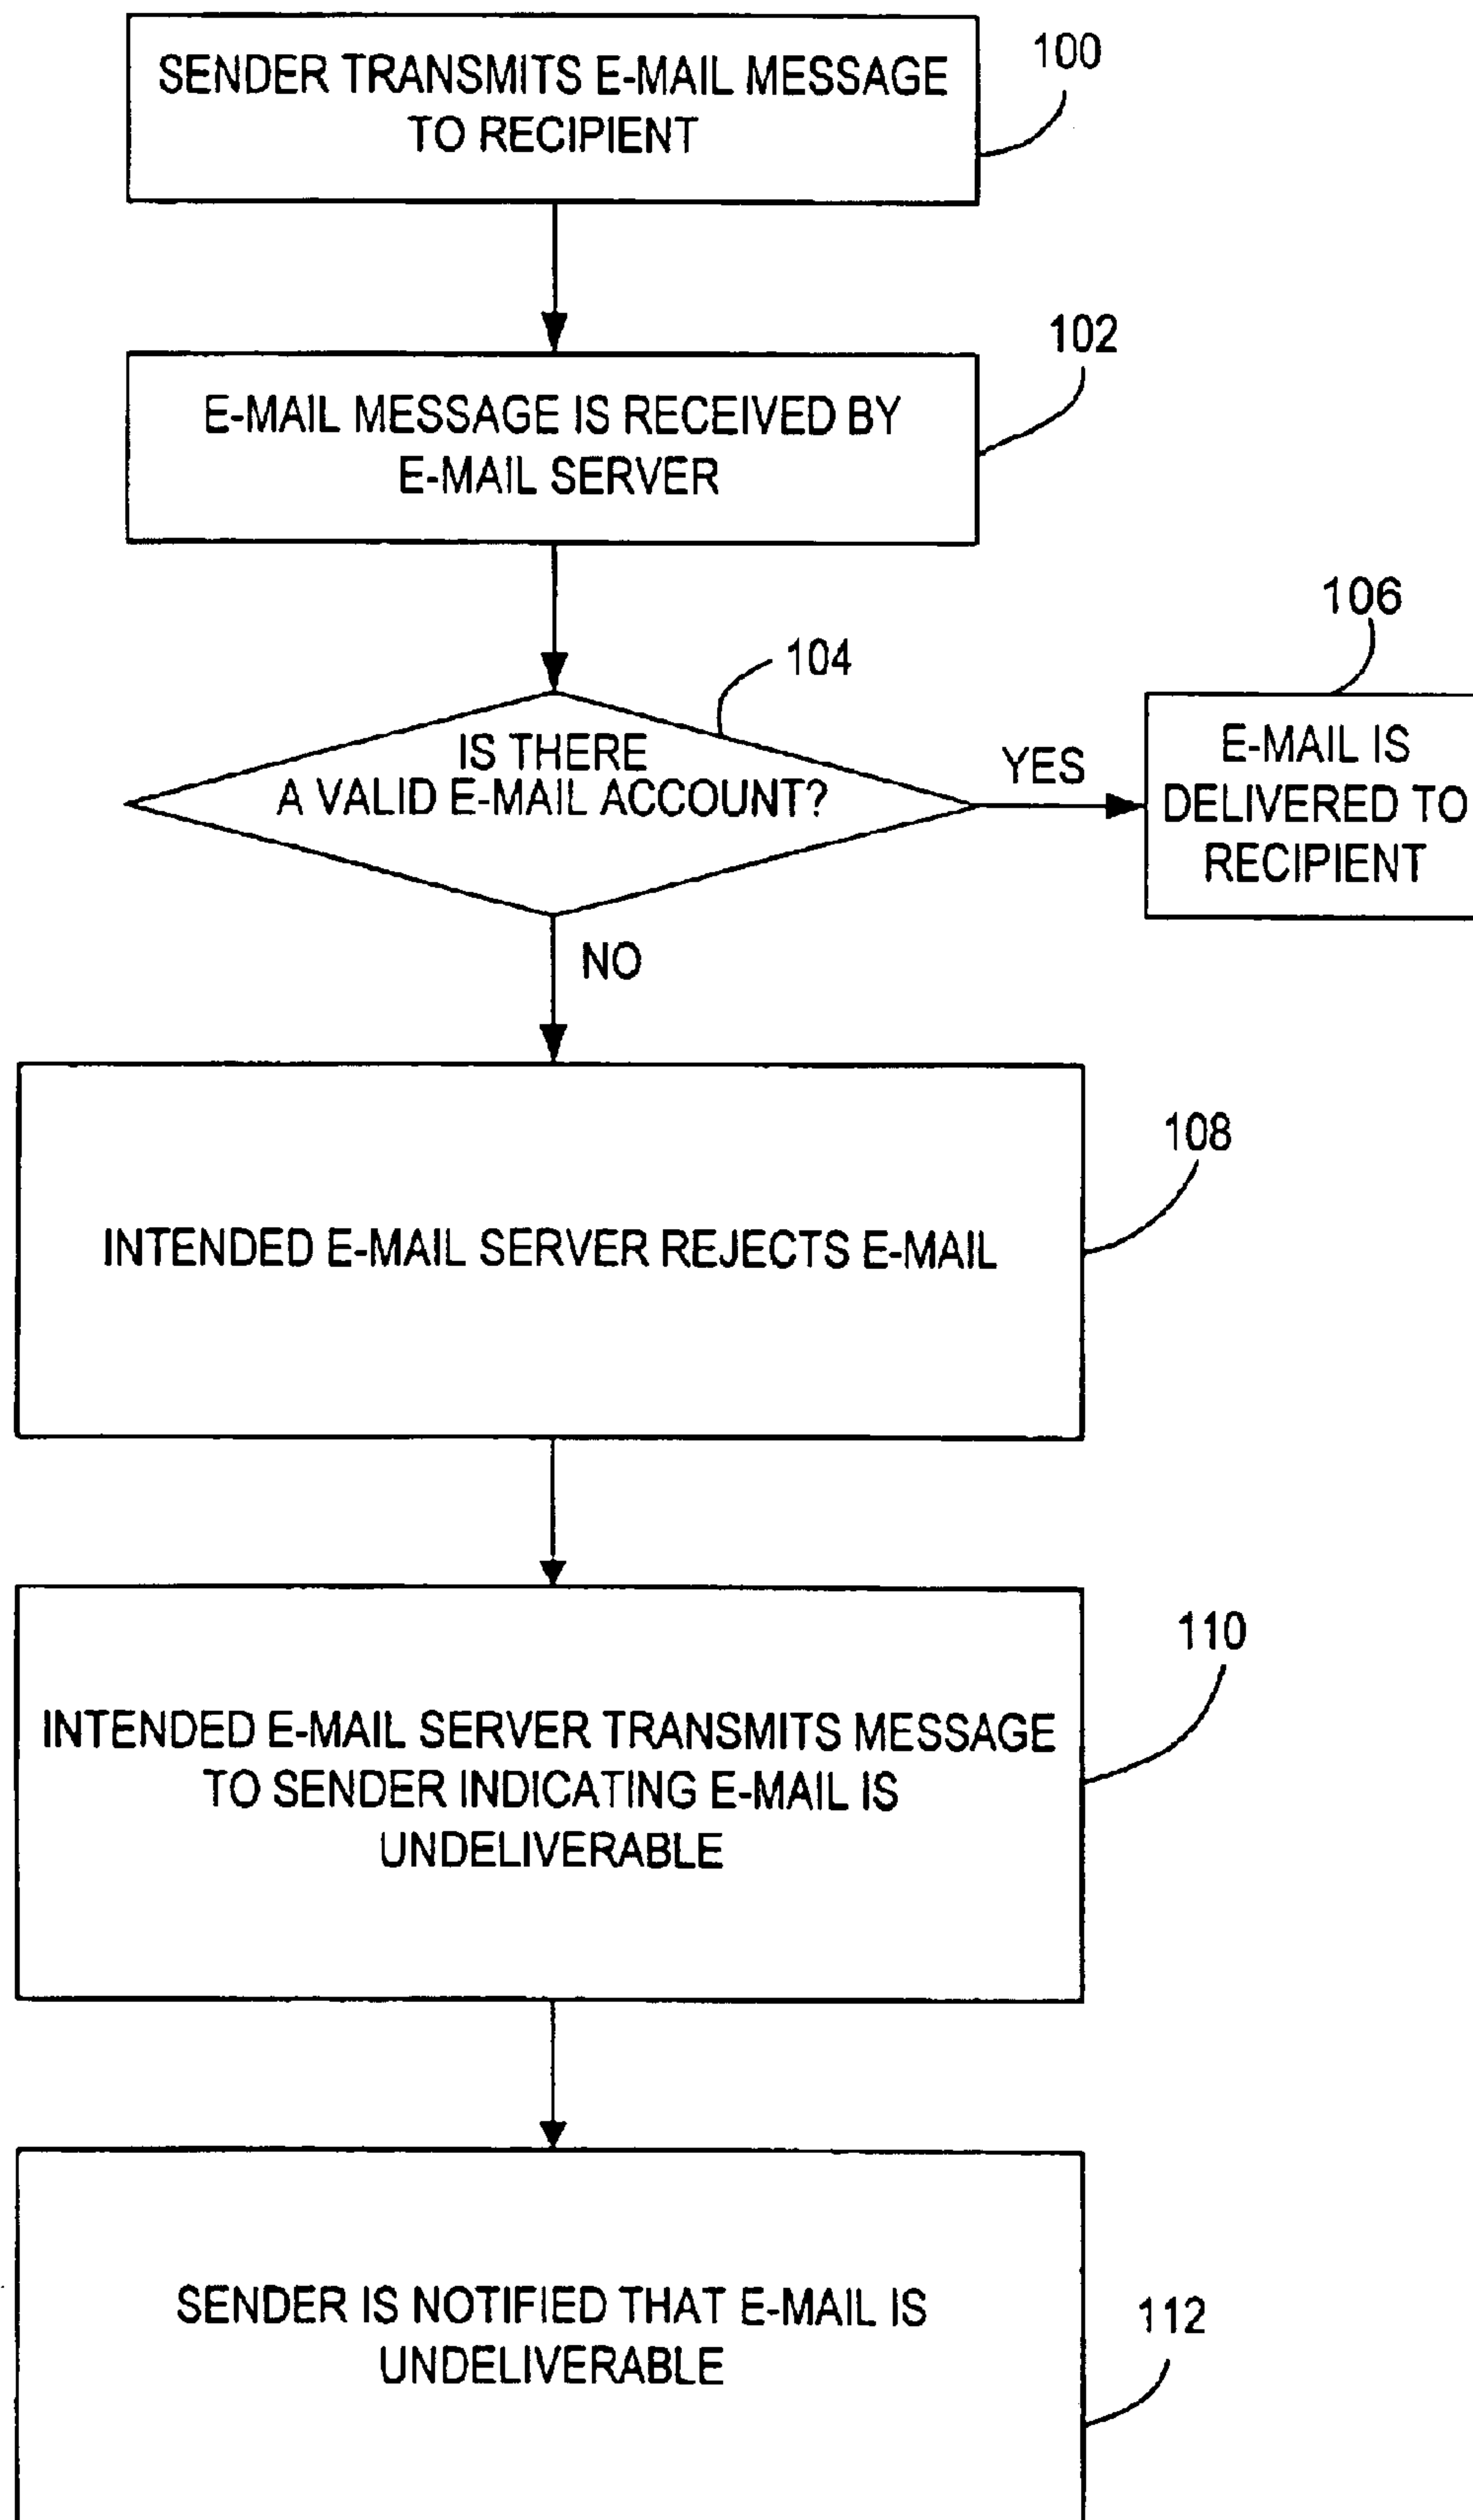 SENDER TRANSMITS E-MAIL MESSAGE
TO RECIPIENT
100
E-MAIL MESSAGE IS RECEIVED BY
E-MAIL SERVER
102
104
IS THERE
A VALID E-MAIL ACCOUNT?
YES
106
E-MAIL IS
DELIVERED TO
RECIPIENT
NO
INTENDED E-MAIL SERVER REJECTS E-MAIL
108
INTENDED E-MAIL SERVER TRANSMITS MESSAGE
TO SENDER INDICATING E-MAIL IS
UNDELIVERABLE
110
SENDER IS NOTIFIED THAT E-MAIL IS
UNDELIVERABLE
112